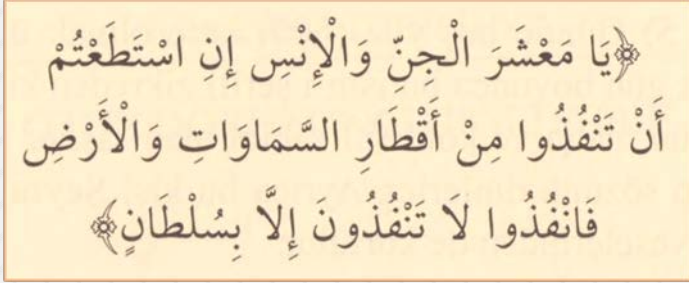 ﴿يَا مَعْشَرَ الْجِنِّ وَالْإِنْسِ إِنِ اسْتَطَعْتُمْ
أَنْ تَنْفُذُوا مِنْ أَقْطَارِ السَّمَاوَاتِ وَالْأَرْضِ
فَانْفُذُوا لَا تَنْفُذُونَ إِلَّا بِسُلْطَانٍ﴾